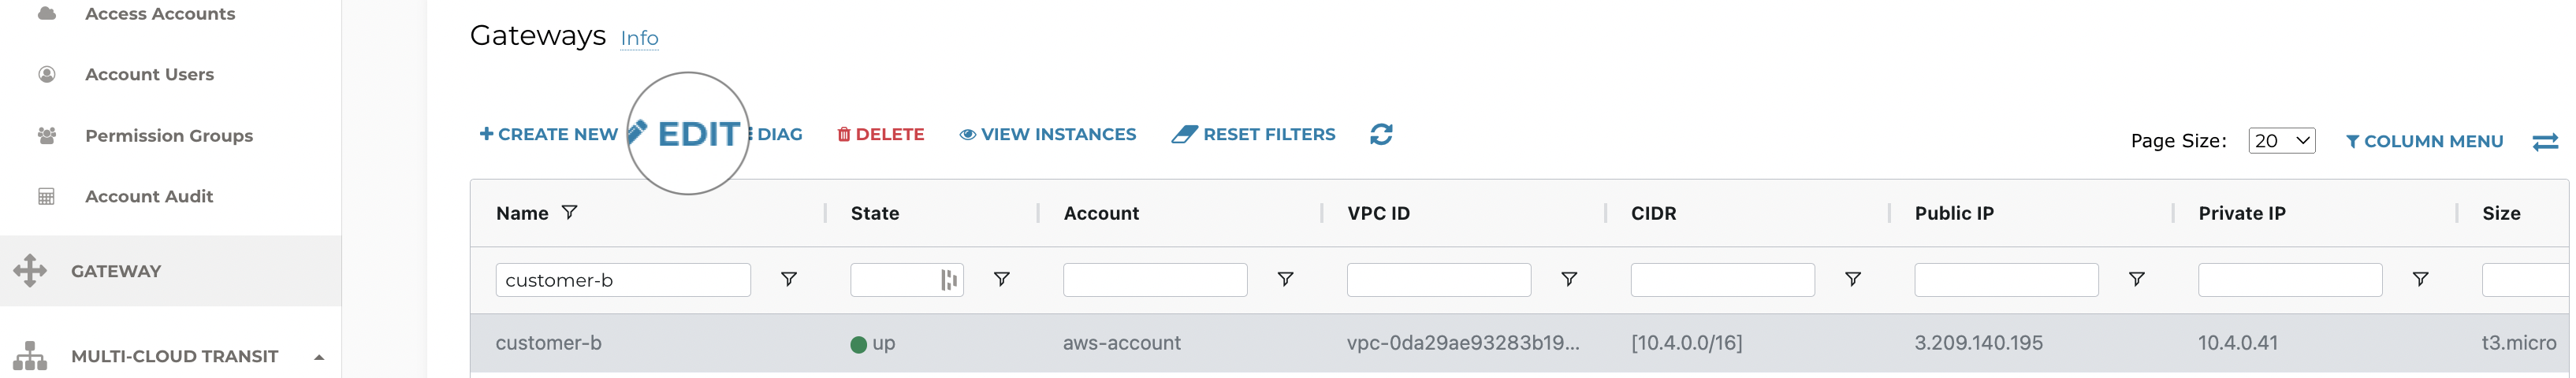 Access Accounts
Account Users
Permission Groups
Account Audit
GATEWAY
MULTI-CLOUD TRANSIT
Gateways Info
CREATE NEW EDIT DIAG DELETE VIEW INSTANCES RESET FILTERS
Page Size: 20 COLUMN MENU
Name State Account VPC ID CIDR Public IP Private IP Size
customer-b
customer-b up aws-account vpc-0da29ae93283b19... [10.4.0.0/16] 3.209.140.195 10.4.0.41 t3.micro